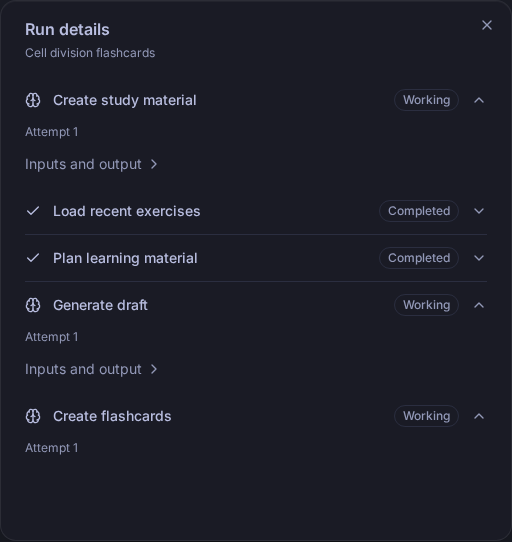 Run details
Cell division flashcards
Create study material Working
Attempt 1
Inputs and output
Load recent exercises Completed
Plan learning material Completed
Generate draft Working
Attempt 1
Inputs and output
Create flashcards Working
Attempt 1